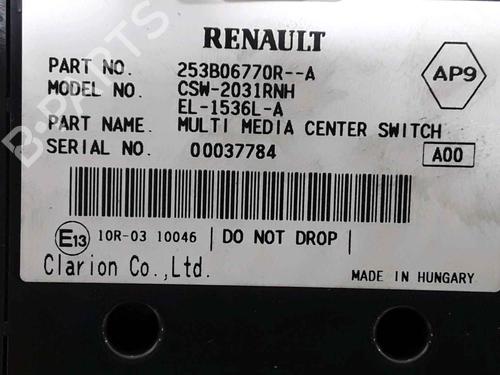 B-PARTS
RENAULT
PART NO. 253B06770R--A
MODEL NO. CSW-2031RNH
EL-1536L-A
PART NAME. MULTI MEDIA CENTER SWITCH
SERIAL NO. 00037784
AP9
A00
E13 10R-03 10046 DO NOT DROP
Clarion Co.,Ltd.
MADE IN HUNGARY